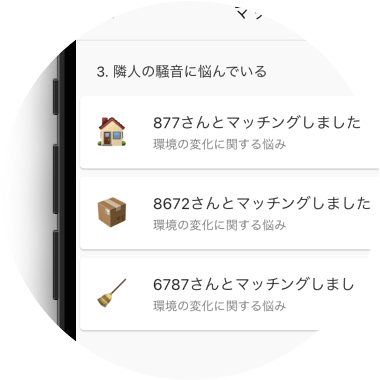 マッ
3. 隣人の騒音に悩んでいる
877さんとマッチングしました
環境の変化に関する悩み
8672さんとマッチングしました
環境の変化に関する悩み
6787さんとマッチングしまし
環境の変化に関する悩み